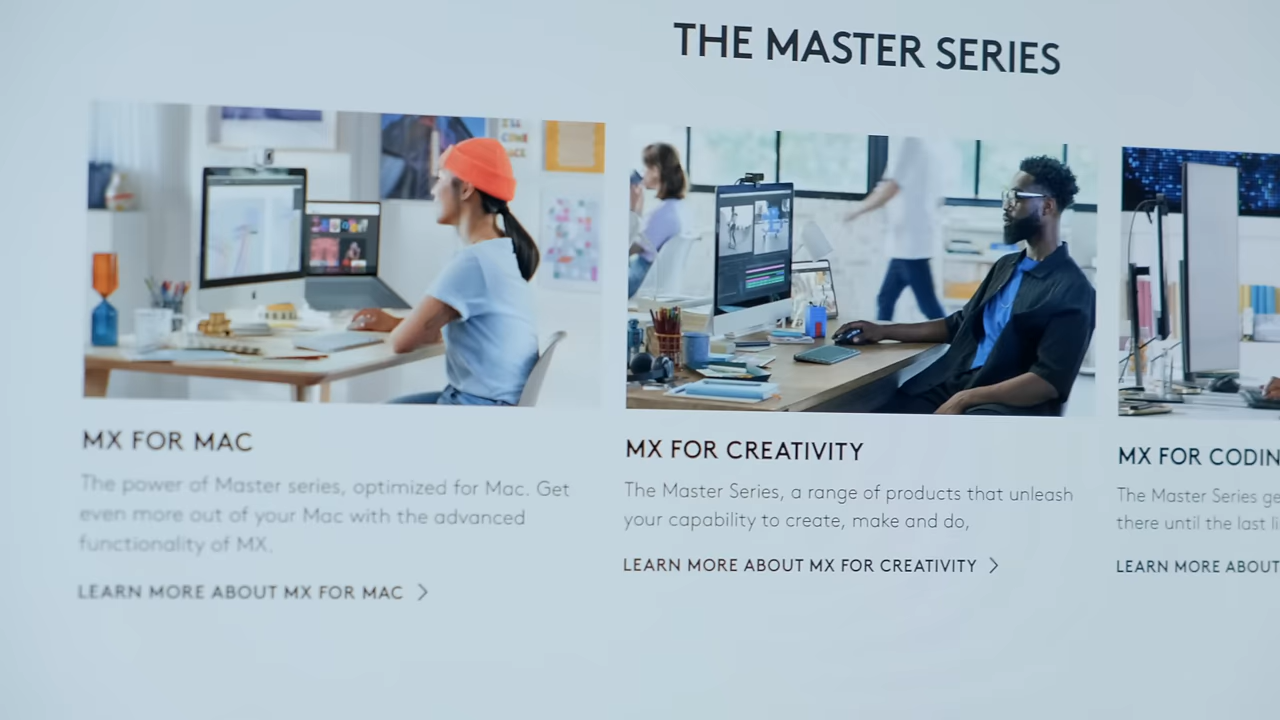 THE MASTER SERIES
MX FOR MAC
The power of Master series, optimized for Mac. Get
even more out of your Mac with the advanced
functionality of MX.
LEARN MORE ABOUT MX FOR MAC
MX FOR CREATIVITY
The Master Series, a range of products that unleash
your capability to create, make and do,
LEARN MORE ABOUT MX FOR CREATIVITY
MX FOR CODIN
The Master Series ge
there until the last li
LEARN MORE ABOUT